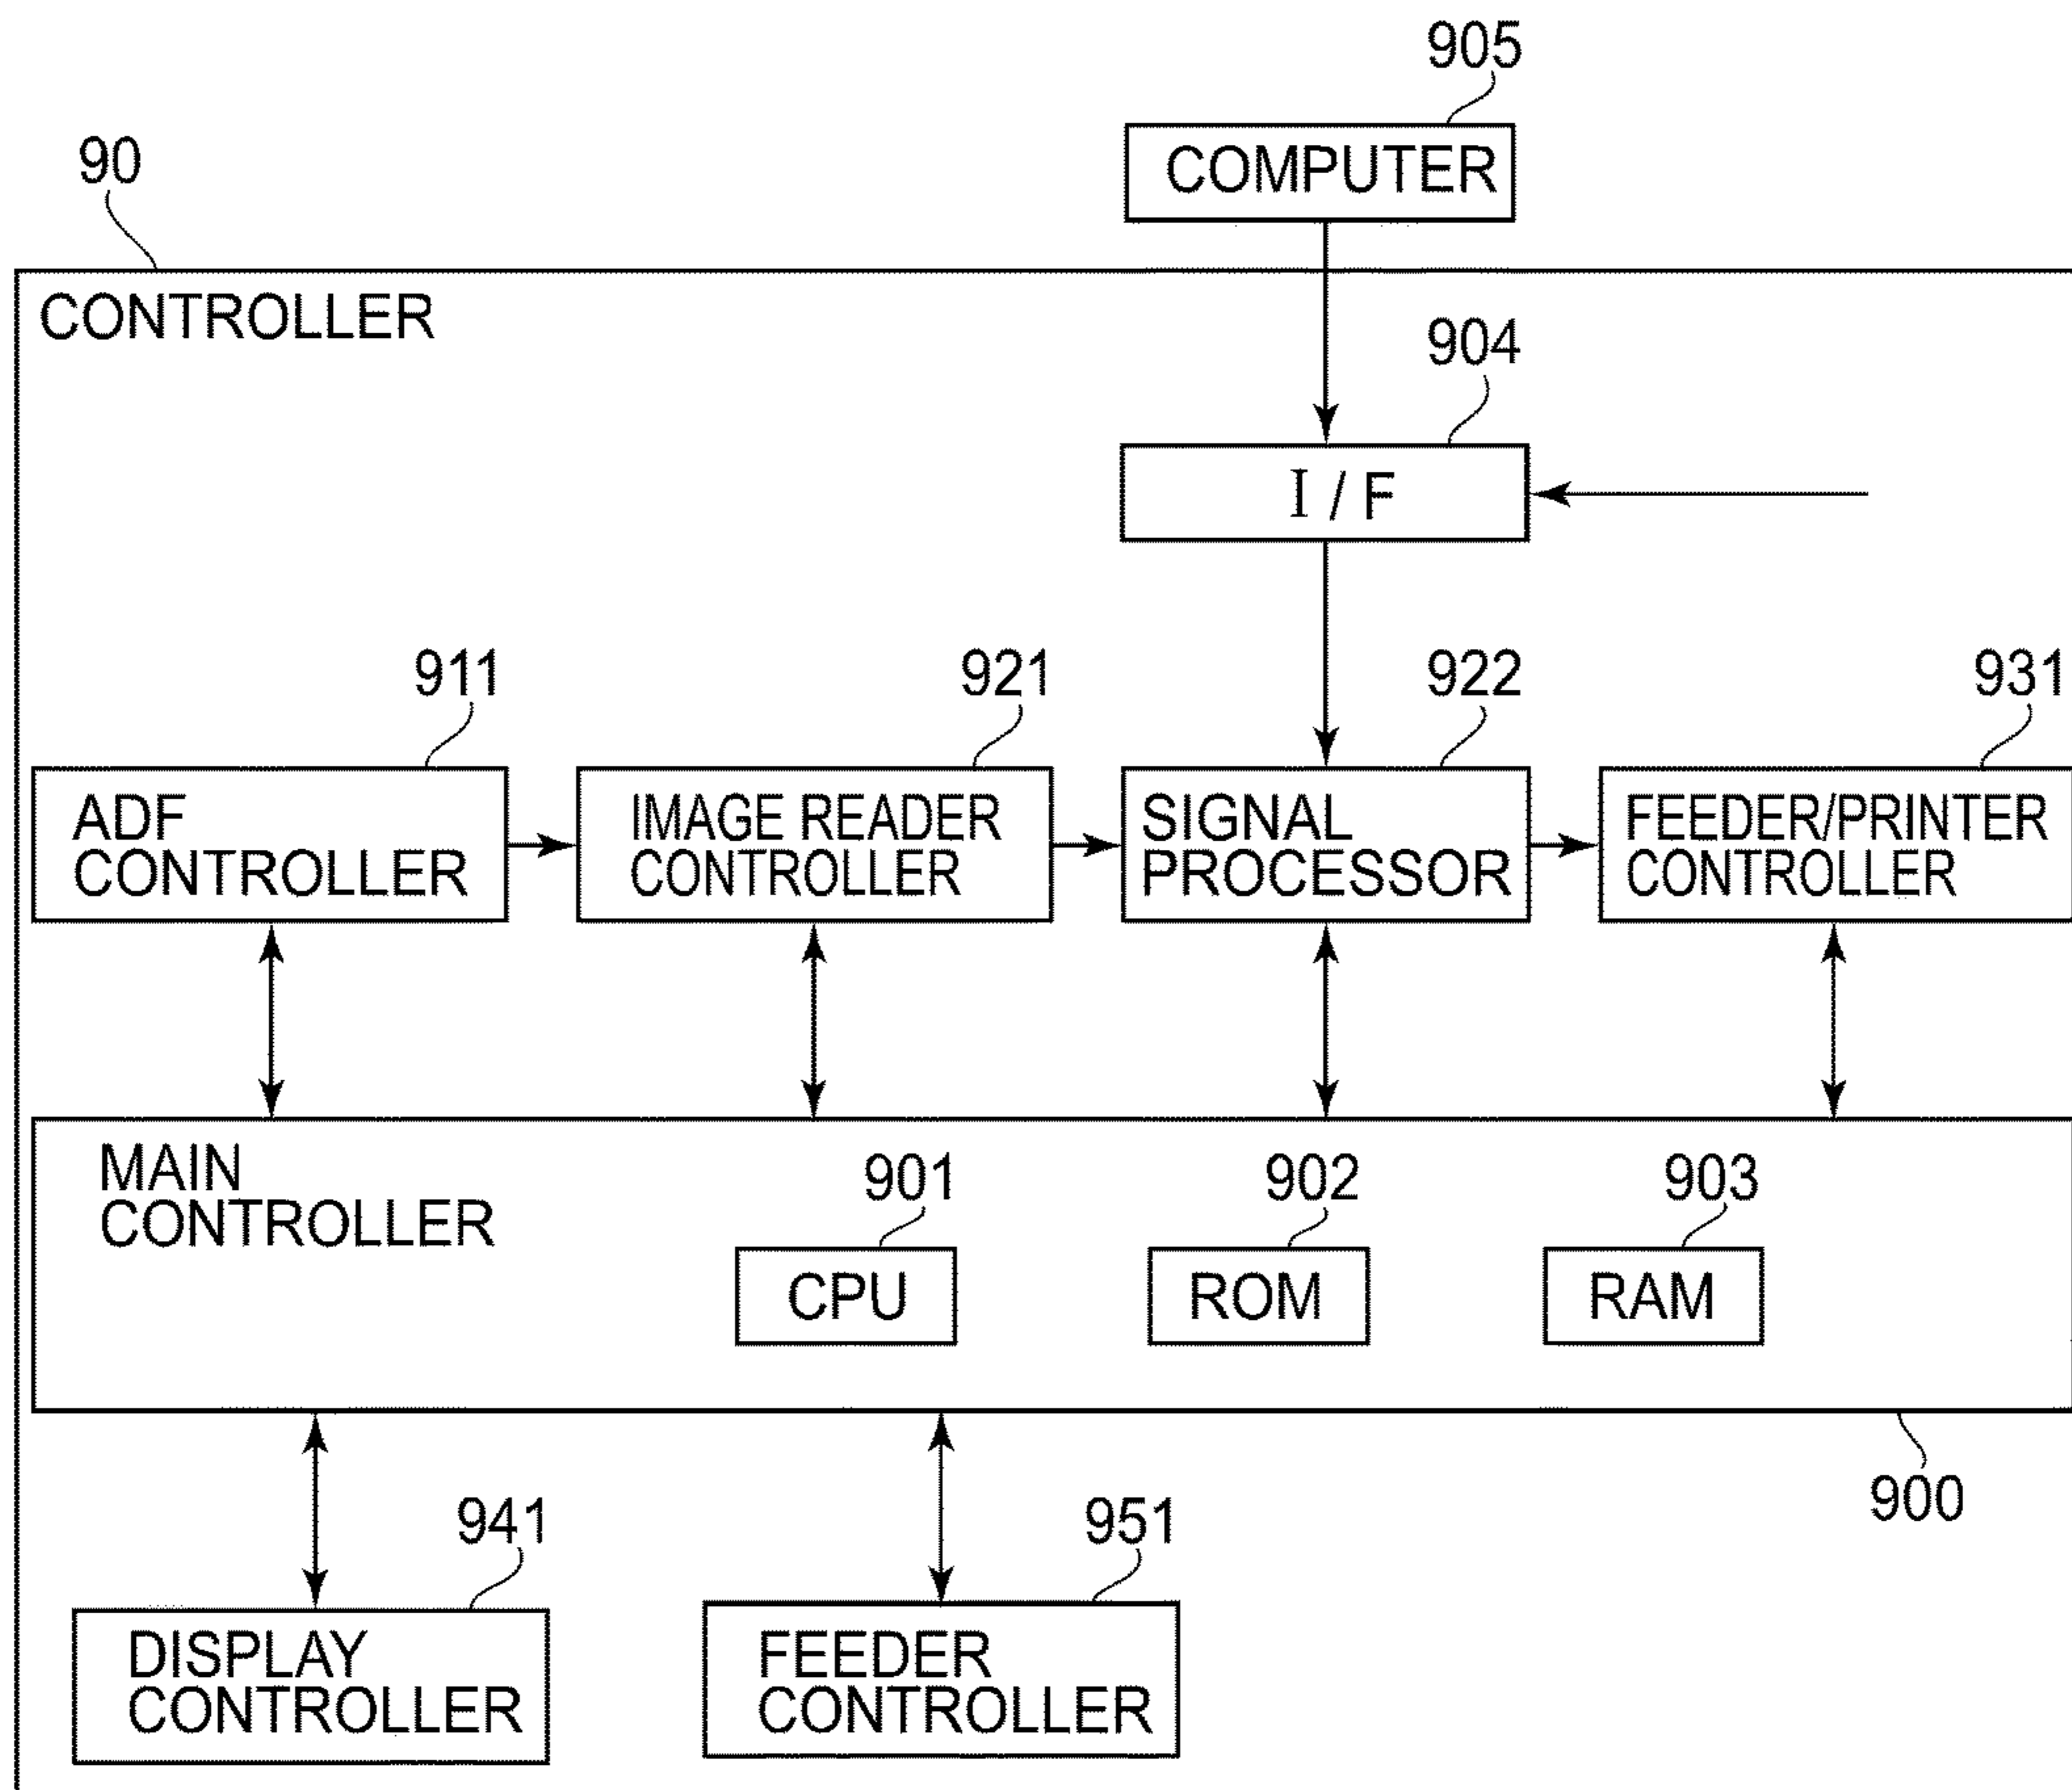 905
COMPUTER
90
CONTROLLER
904
I / F
911
921
922
931
ADF
CONTROLLER
IMAGE READER
CONTROLLER
SIGNAL
PROCESSOR
FEEDER/PRINTER
CONTROLLER
MAIN
CONTROLLER
901
902
903
CPU
ROM
RAM
900
941
951
DISPLAY
CONTROLLER
FEEDER
CONTROLLER